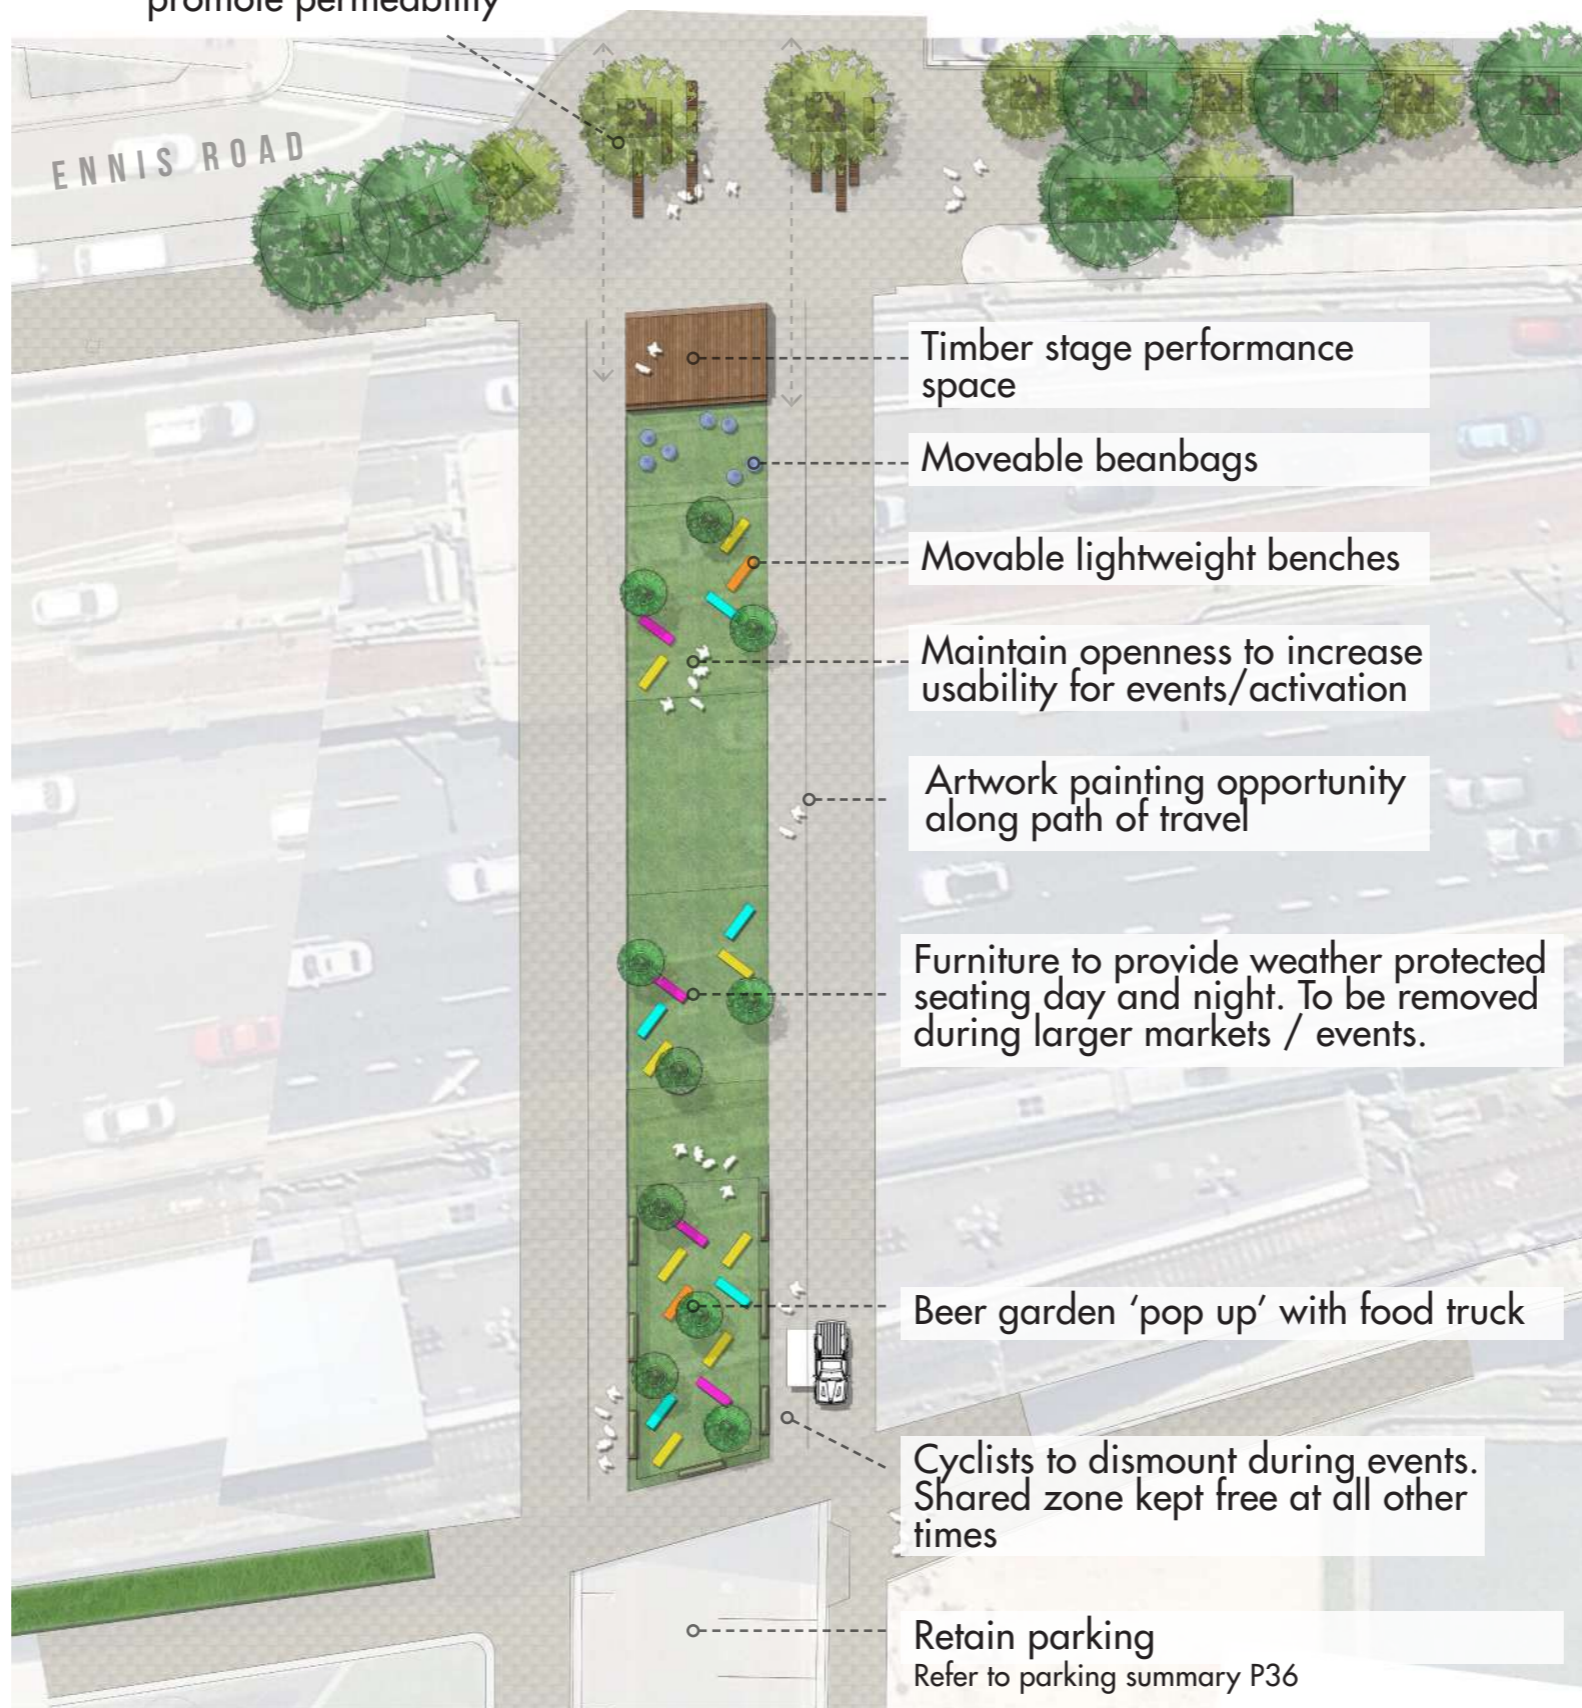 promote permeability
ENNIS ROAD
Timber stage performance
space
Moveable beanbags
Movable lightweight benches
Maintain openness to increase
usability for events/activation
Artwork painting opportunity
along path of travel
Furniture to provide weather protected
seating day and night. To be removed
during larger markets / events.
Beer garden ‘pop up’ with food truck
Cyclists to dismount during events.
Shared zone kept free at all other
times
Retain parking
Refer to parking summary P36